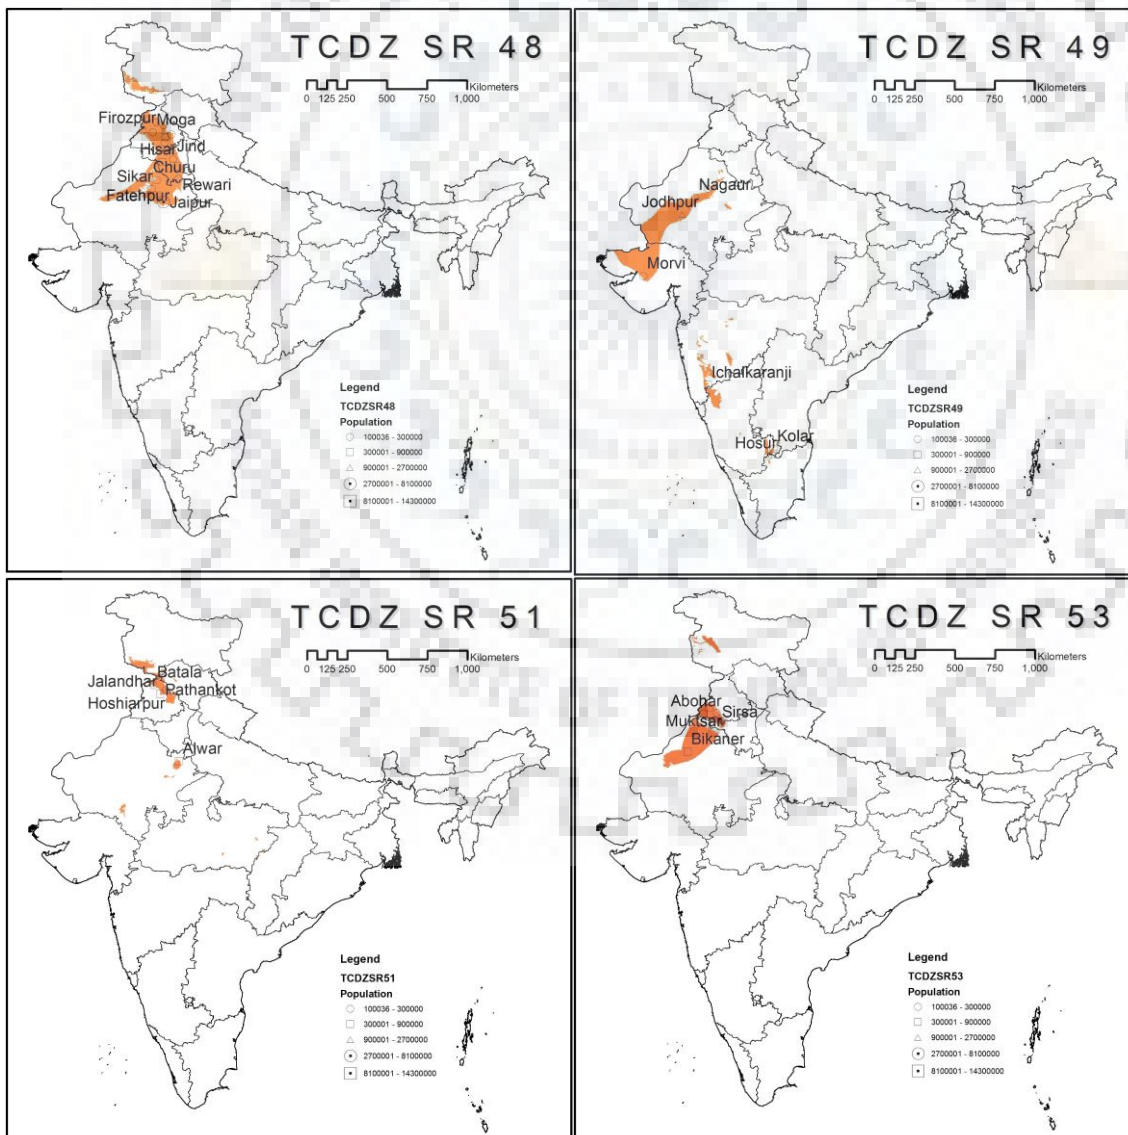 TCDZ SR 48
Kilometers
0 125 250 500 750 1,000
Firozpur Moga
Hisar Jind
Churu
Sikar Rewari
Fatehpur Jaipur
Legend
TCDZSR48
Population
100036 - 300000
300001 - 900000
900001 - 2700000
2700001 - 8100000
8100001 - 14300000
TCDZ SR 49
Kilometers
0 125 250 500 750 1,000
Nagaur
Jodhpur
Morvi
Ichalkaranji
Hosur Kolar
Legend
TCDZSR49
Population
100036 - 300000
300001 - 900000
900001 - 2700000
2700001 - 8100000
8100001 - 14300000
TCDZ SR 51
Kilometers
0 125 250 500 750 1,000
Batala
Jalandhar Pathankot
Hoshiarpur
Alwar
Legend
TCDZSR51
Population
100036 - 300000
300001 - 900000
900001 - 2700000
2700001 - 8100000
8100001 - 14300000
TCDZ SR 53
Kilometers
0 125 250 500 750 1,000
Abohar
Sirsa
Muktsar
Bikaner
Legend
TCDZSR53
Population
100036 - 300000
300001 - 900000
900001 - 2700000
2700001 - 8100000
8100001 - 14300000